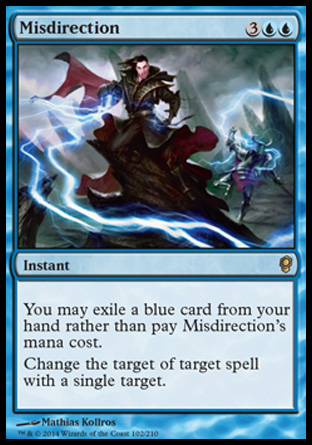 Misdirection 3
Instant
You may exile a blue card from your
hand rather than pay Misdirection's
mana cost.
Change the target of target spell
with a single target.
Mathias Kollros
™ & © 2014 Wizards of the Coast 102/210